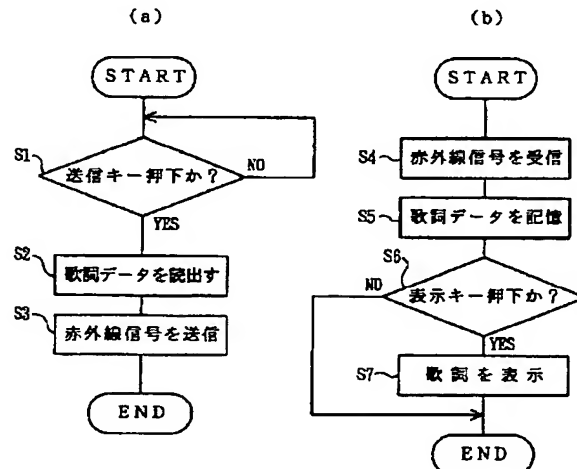 (a)
START
S1
送信キー押下か?
NO
YES
S2
歌詞データを読出す
S3
赤外線信号を送信
END
(b)
START
S4
赤外線信号を受信
S5
歌詞データを記憶
S6
NO
表示キー押下か?
YES
S7
歌詞を表示
END